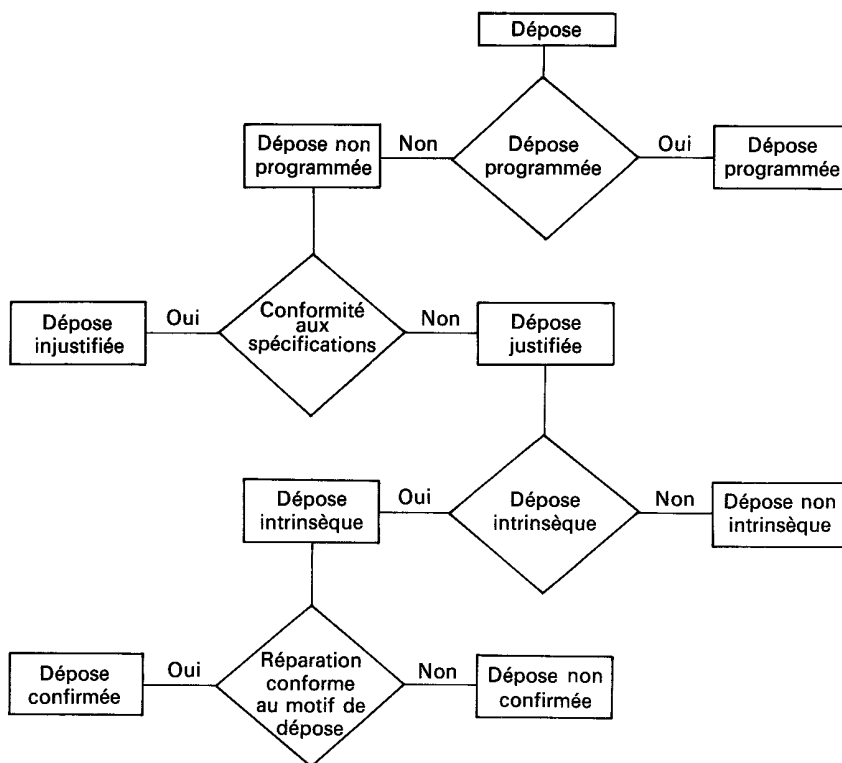 Dépose
Dépose non
programmée
Non
Dépose
programmée
Oui
Dépose
programmée
Dépose
injustifiée
Oui
Conformité
aux
spécifications
Non
Dépose
justifiée
Dépose
intrinsèque
Oui
Dépose
intrinsèque
Non
Dépose non
intrinsèque
Dépose
confirmée
Oui
Réparation
conforme
au motif de
dépose
Non
Dépose non
confirmée